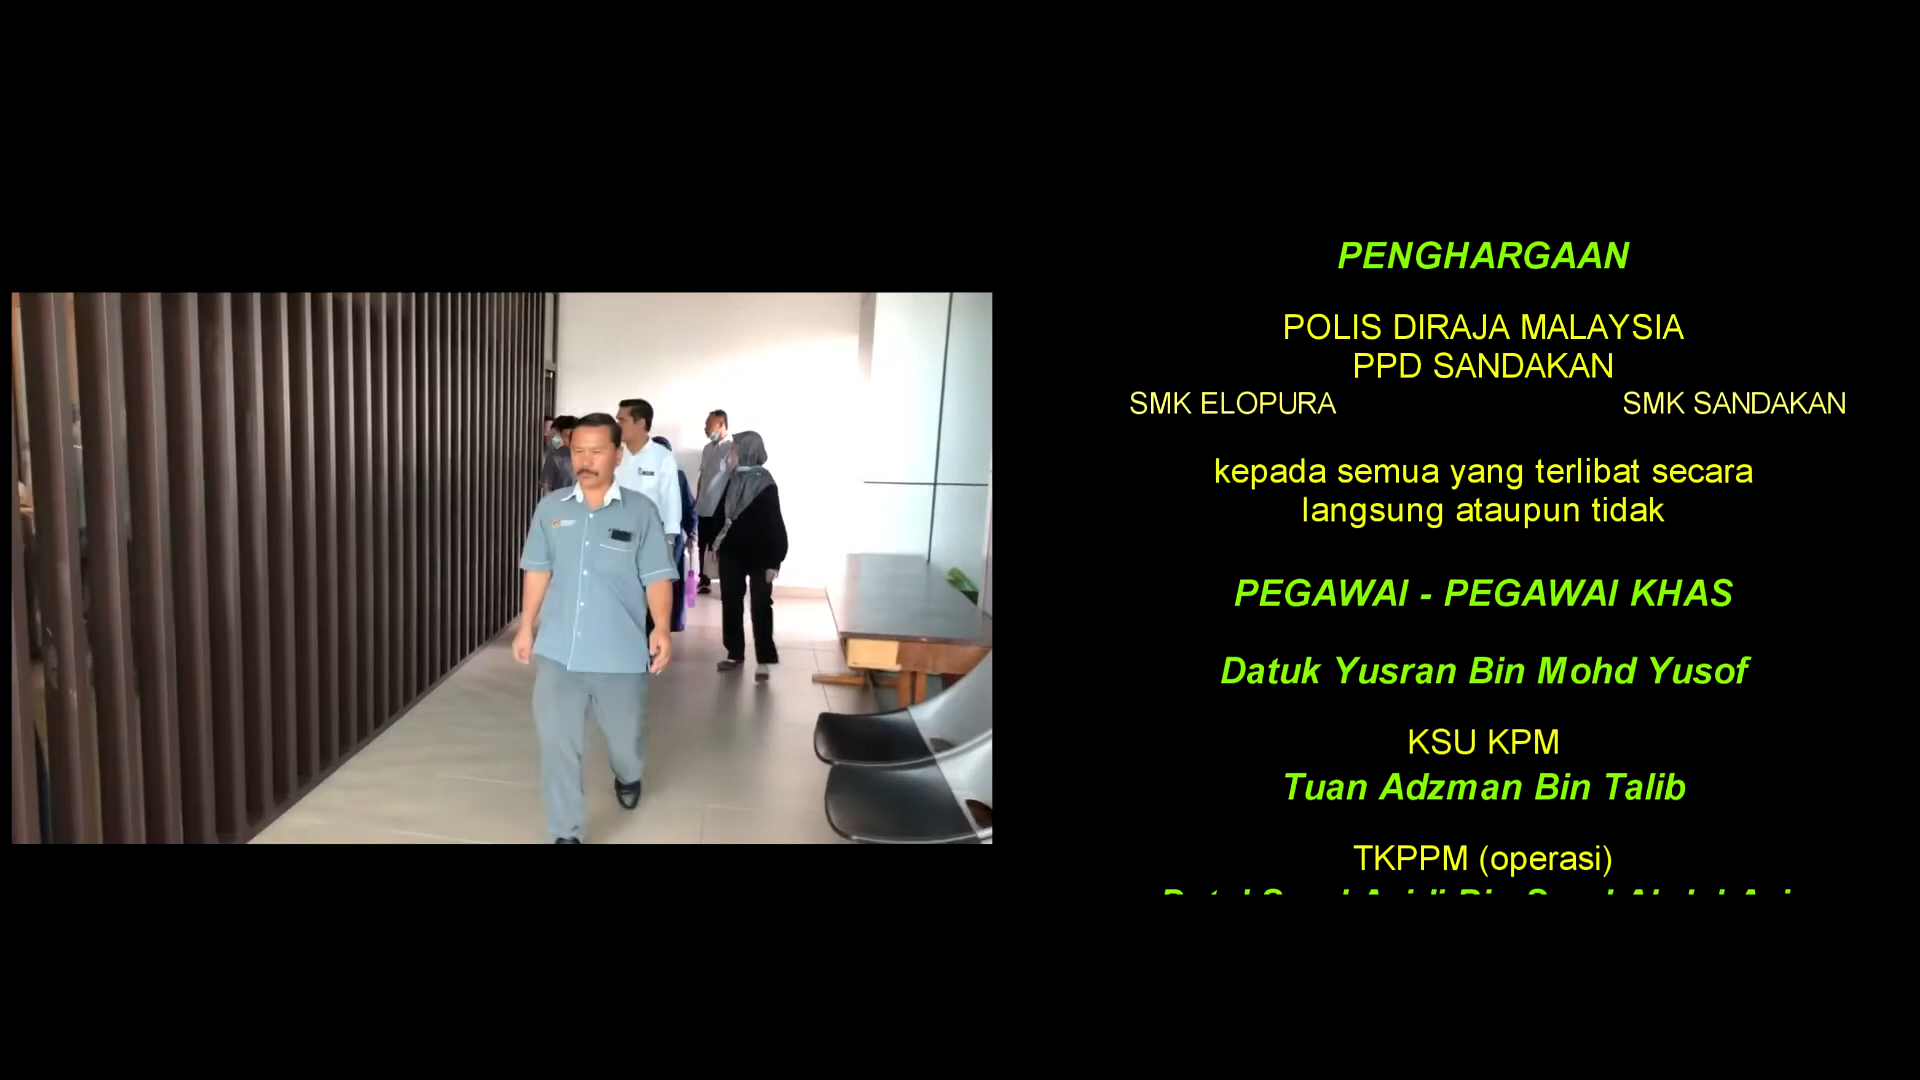 PENGHARGAAN
POLIS DIRAJA MALAYSIA
PPD SANDAKAN
SMK ELOPURA SMK SANDAKAN
kepada semua yang terlibat secara
langsung ataupun tidak
PEGAWAI - PEGAWAI KHAS
Datuk Yusran Bin Mohd Yusof
KSU KPM
Tuan Adzman Bin Talib
TKPPM (operasi)